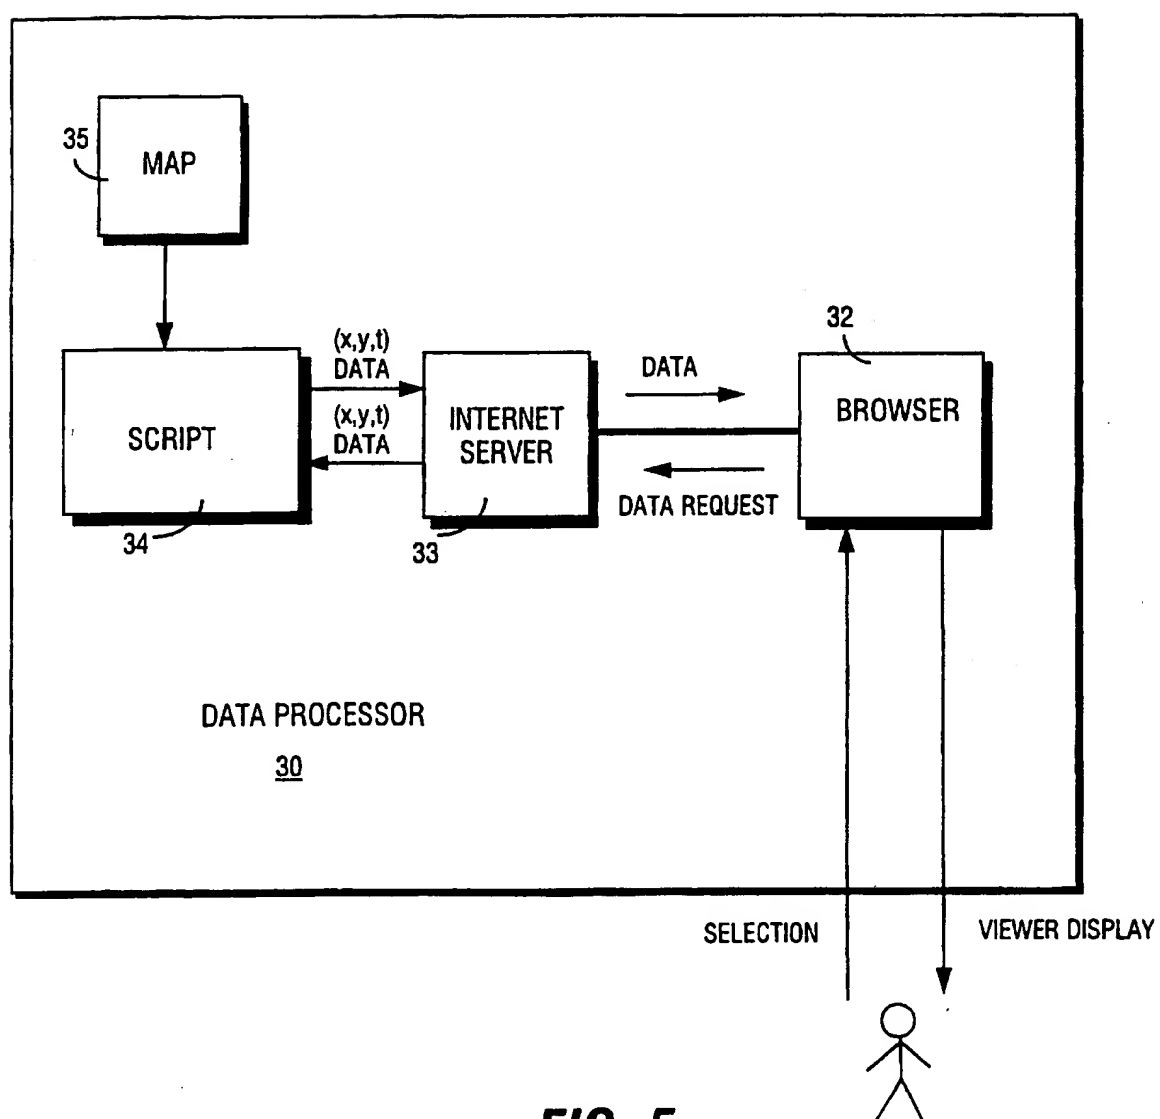 35
MAP
32
(x,y,t)
DATA
DATA
BROWSER
(x,y,t)
DATA
INTERNET
SERVER
SCRIPT
DATA REQUEST
34
33
DATA PROCESSOR
30
SELECTION
VIEWER DISPLAY